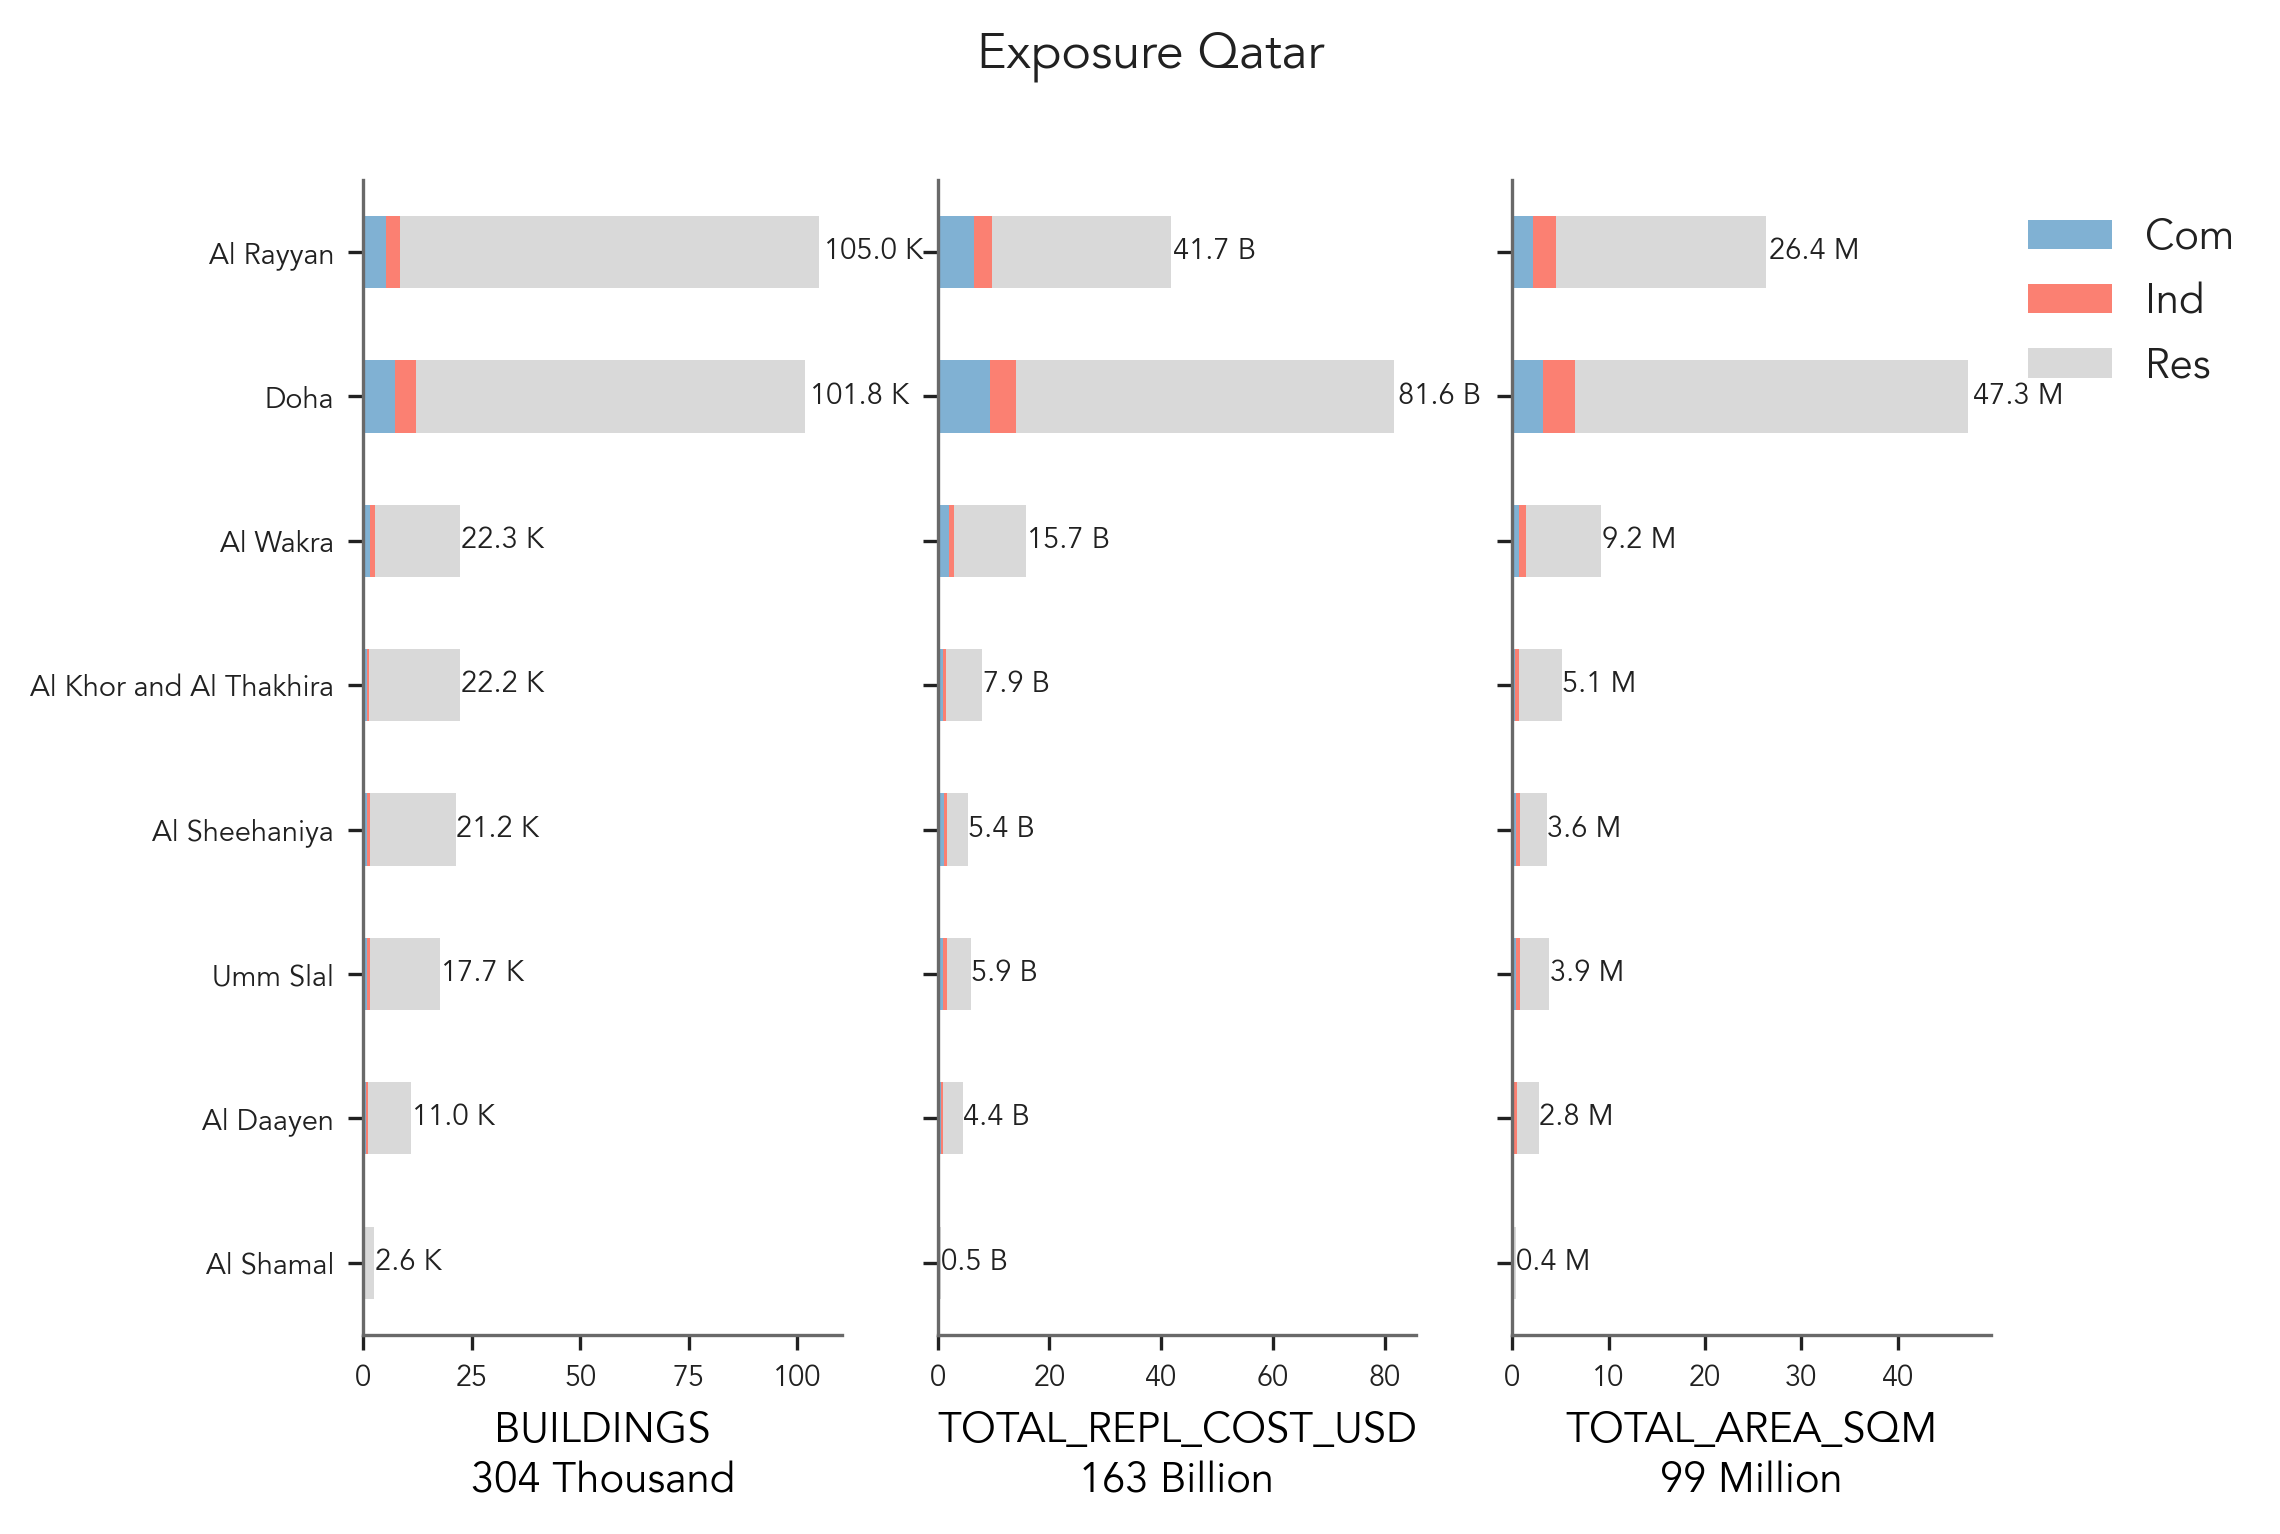 Exposure Qatar
Al Rayyan 105.0 K 41.7 B 26.4 M
Doha 101.8 K 81.6 B 47.3 M
Al Wakra 22.3 K 15.7 B 9.2 M
Al Khor and Al Thakhira 22.2 K 7.9 B 5.1 M
Al Sheehaniya 21.2 K 5.4 B 3.6 M
Umm Slal 17.7 K 5.9 B 3.9 M
Al Daayen 11.0 K 4.4 B 2.8 M
Al Shamal 2.6 K 0.5 B 0.4 M
Com
Ind
Res
0 25 50 75 100
BUILDINGS
304 Thousand
0 20 40 60 80
TOTAL_REPL_COST_USD
163 Billion
0 10 20 30 40
TOTAL_AREA_SQM
99 Million